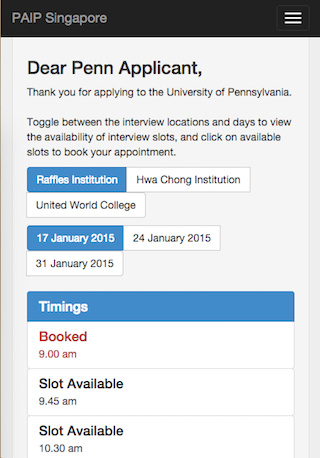 PAIP Singapore
Dear Penn Applicant,
Thank you for applying to the University of Pennsylvania.
Toggle between the interview locations and days to view
the availability of interview slots, and click on available
slots to book your appointment.
Raffles Institution
Hwa Chong Institution
United World College
17 January 2015
24 January 2015
31 January 2015
Timings
Booked
9.00 am
Slot Available
9.45 am
Slot Available
10.30 am